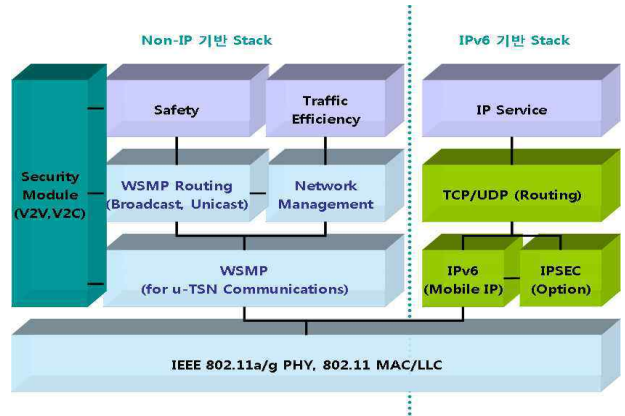 Non-IP 기반 Stack
IPv6 기반 Stack
Safety
Traffic
Efficiency
IP Service
Security
Module
(V2V,V2C)
WSMP Routing
(Broadcast, Unicast)
Network
Management
TCP/UDP (Routing)
WSMP
(for u-TSN Communications)
IPv6
(Mobile IP)
IPSEC
(Option)
IEEE 802.11a/g PHY, 802.11 MAC/LLC